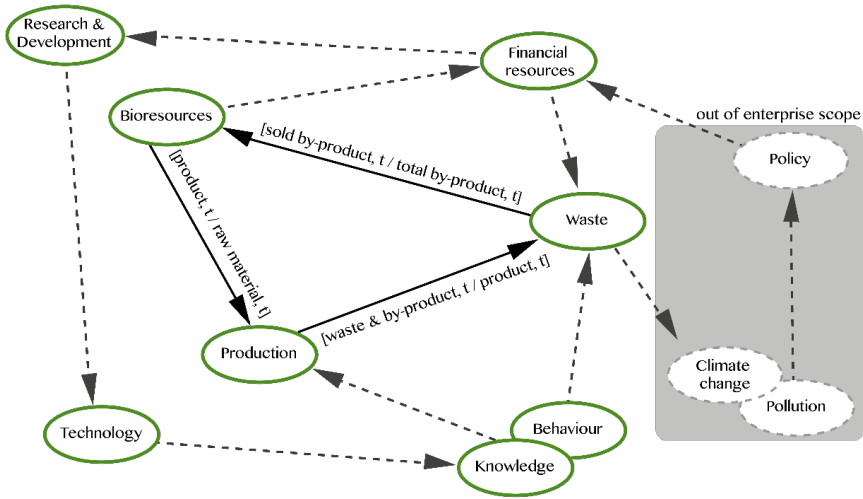 Research &
Development
Financial
resources
Bioresources
out of enterprise scope
Policy
[sold by-product, t / total by-product, t]
[product, t / raw material, t]
Waste
[waste & by-product, t / product, t]
Production
Climate
change
Pollution
Technology
Behaviour
Knowledge